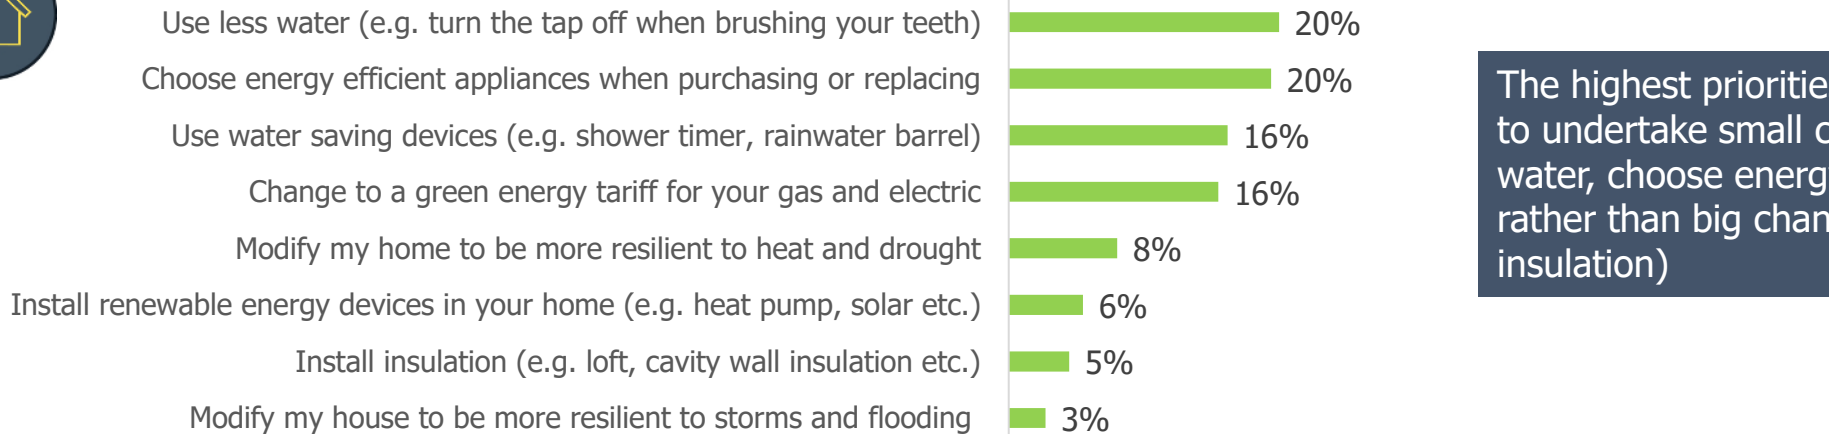 Use less water (e.g. turn the tap off when brushing your teeth) 20%
Choose energy efficient appliances when purchasing or replacing 20%
Use water saving devices (e.g. shower timer, rainwater barrel) 16%
Change to a green energy tariff for your gas and electric 16%
Modify my home to be more resilient to heat and drought 8%
Install renewable energy devices in your home (e.g. heat pump, solar etc.) 6%
Install insulation (e.g. loft, cavity wall insulation etc.) 5%
Modify my house to be more resilient to storms and flooding 3%
The highest
to undertake small
water, choose
rather than big
insulation)